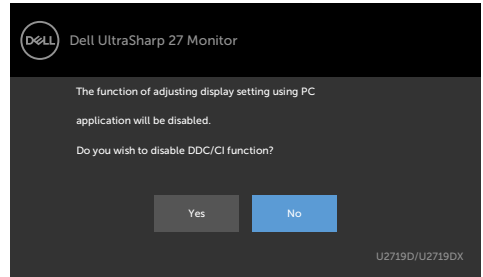 DELL Dell UltraSharp 27 Monitor
The function of adjusting display setting using PC
application will be disabled.
Do you wish to disable DDC/CI function?
Yes No
U2719D/U2719DX